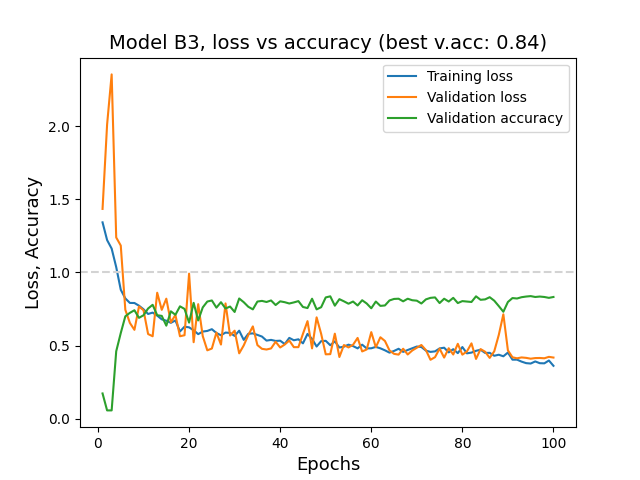 Model B3, loss vs accuracy (best v.acc: 0.84)
Training loss
Validation loss
Validation accuracy
Loss, Accuracy
2.0
1.5
1.0
0.5
0.0
0 20 40 60 80 100
Epochs